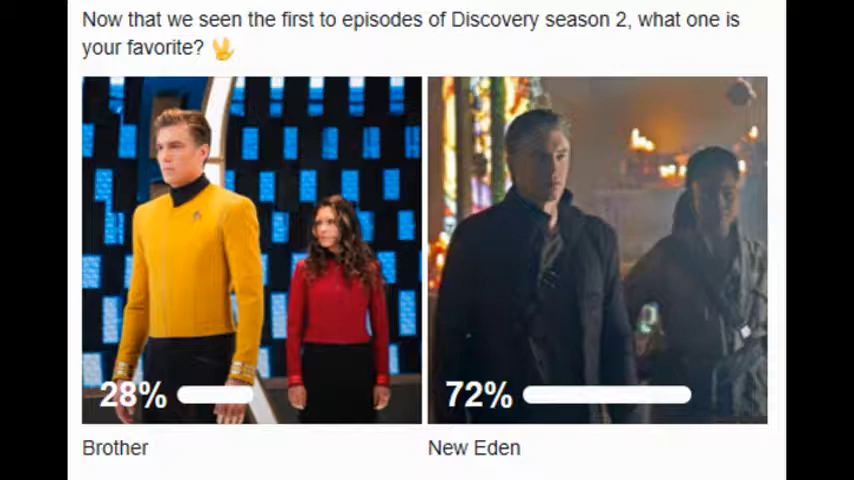 Now that we seen the first to episodes of Discovery season 2, what one is
your favorite? 🖖
28%
72%
Brother
New Eden